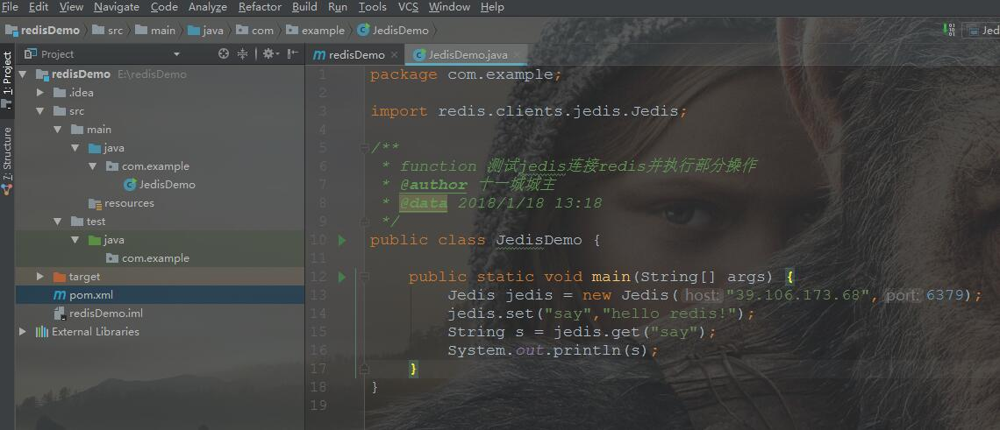 File Edit View Navigate Code Analyze Refactor Build Run Tools VCS Window Help
redisDemo src main java com example JedisDemo Jed
1: Project
7: Structure
Project
redisDemo E:\redisDemo
.idea
src
main
java
com.example
JedisDemo
resources
test
java
com.example
target
pom.xml
redisDemo.iml
External Libraries
redisDemo JedisDemo.java
1 package com.example;
2
3 import redis.clients.jedis.Jedis;
4
5 /**
6 * function 测试jedis连接redis并执行部分操作
7 * @author 十一城城主
8 * @data 2018/1/18 13:18
9 */
10 public class JedisDemo {
11
12 public static void main(String[] args) {
13 Jedis jedis = new Jedis( host: "39.106.173.68", port: 6379);
14 jedis.set("say","hello redis!");
15 String s = jedis.get("say");
16 System.out.println(s);
17 }
18 }
19